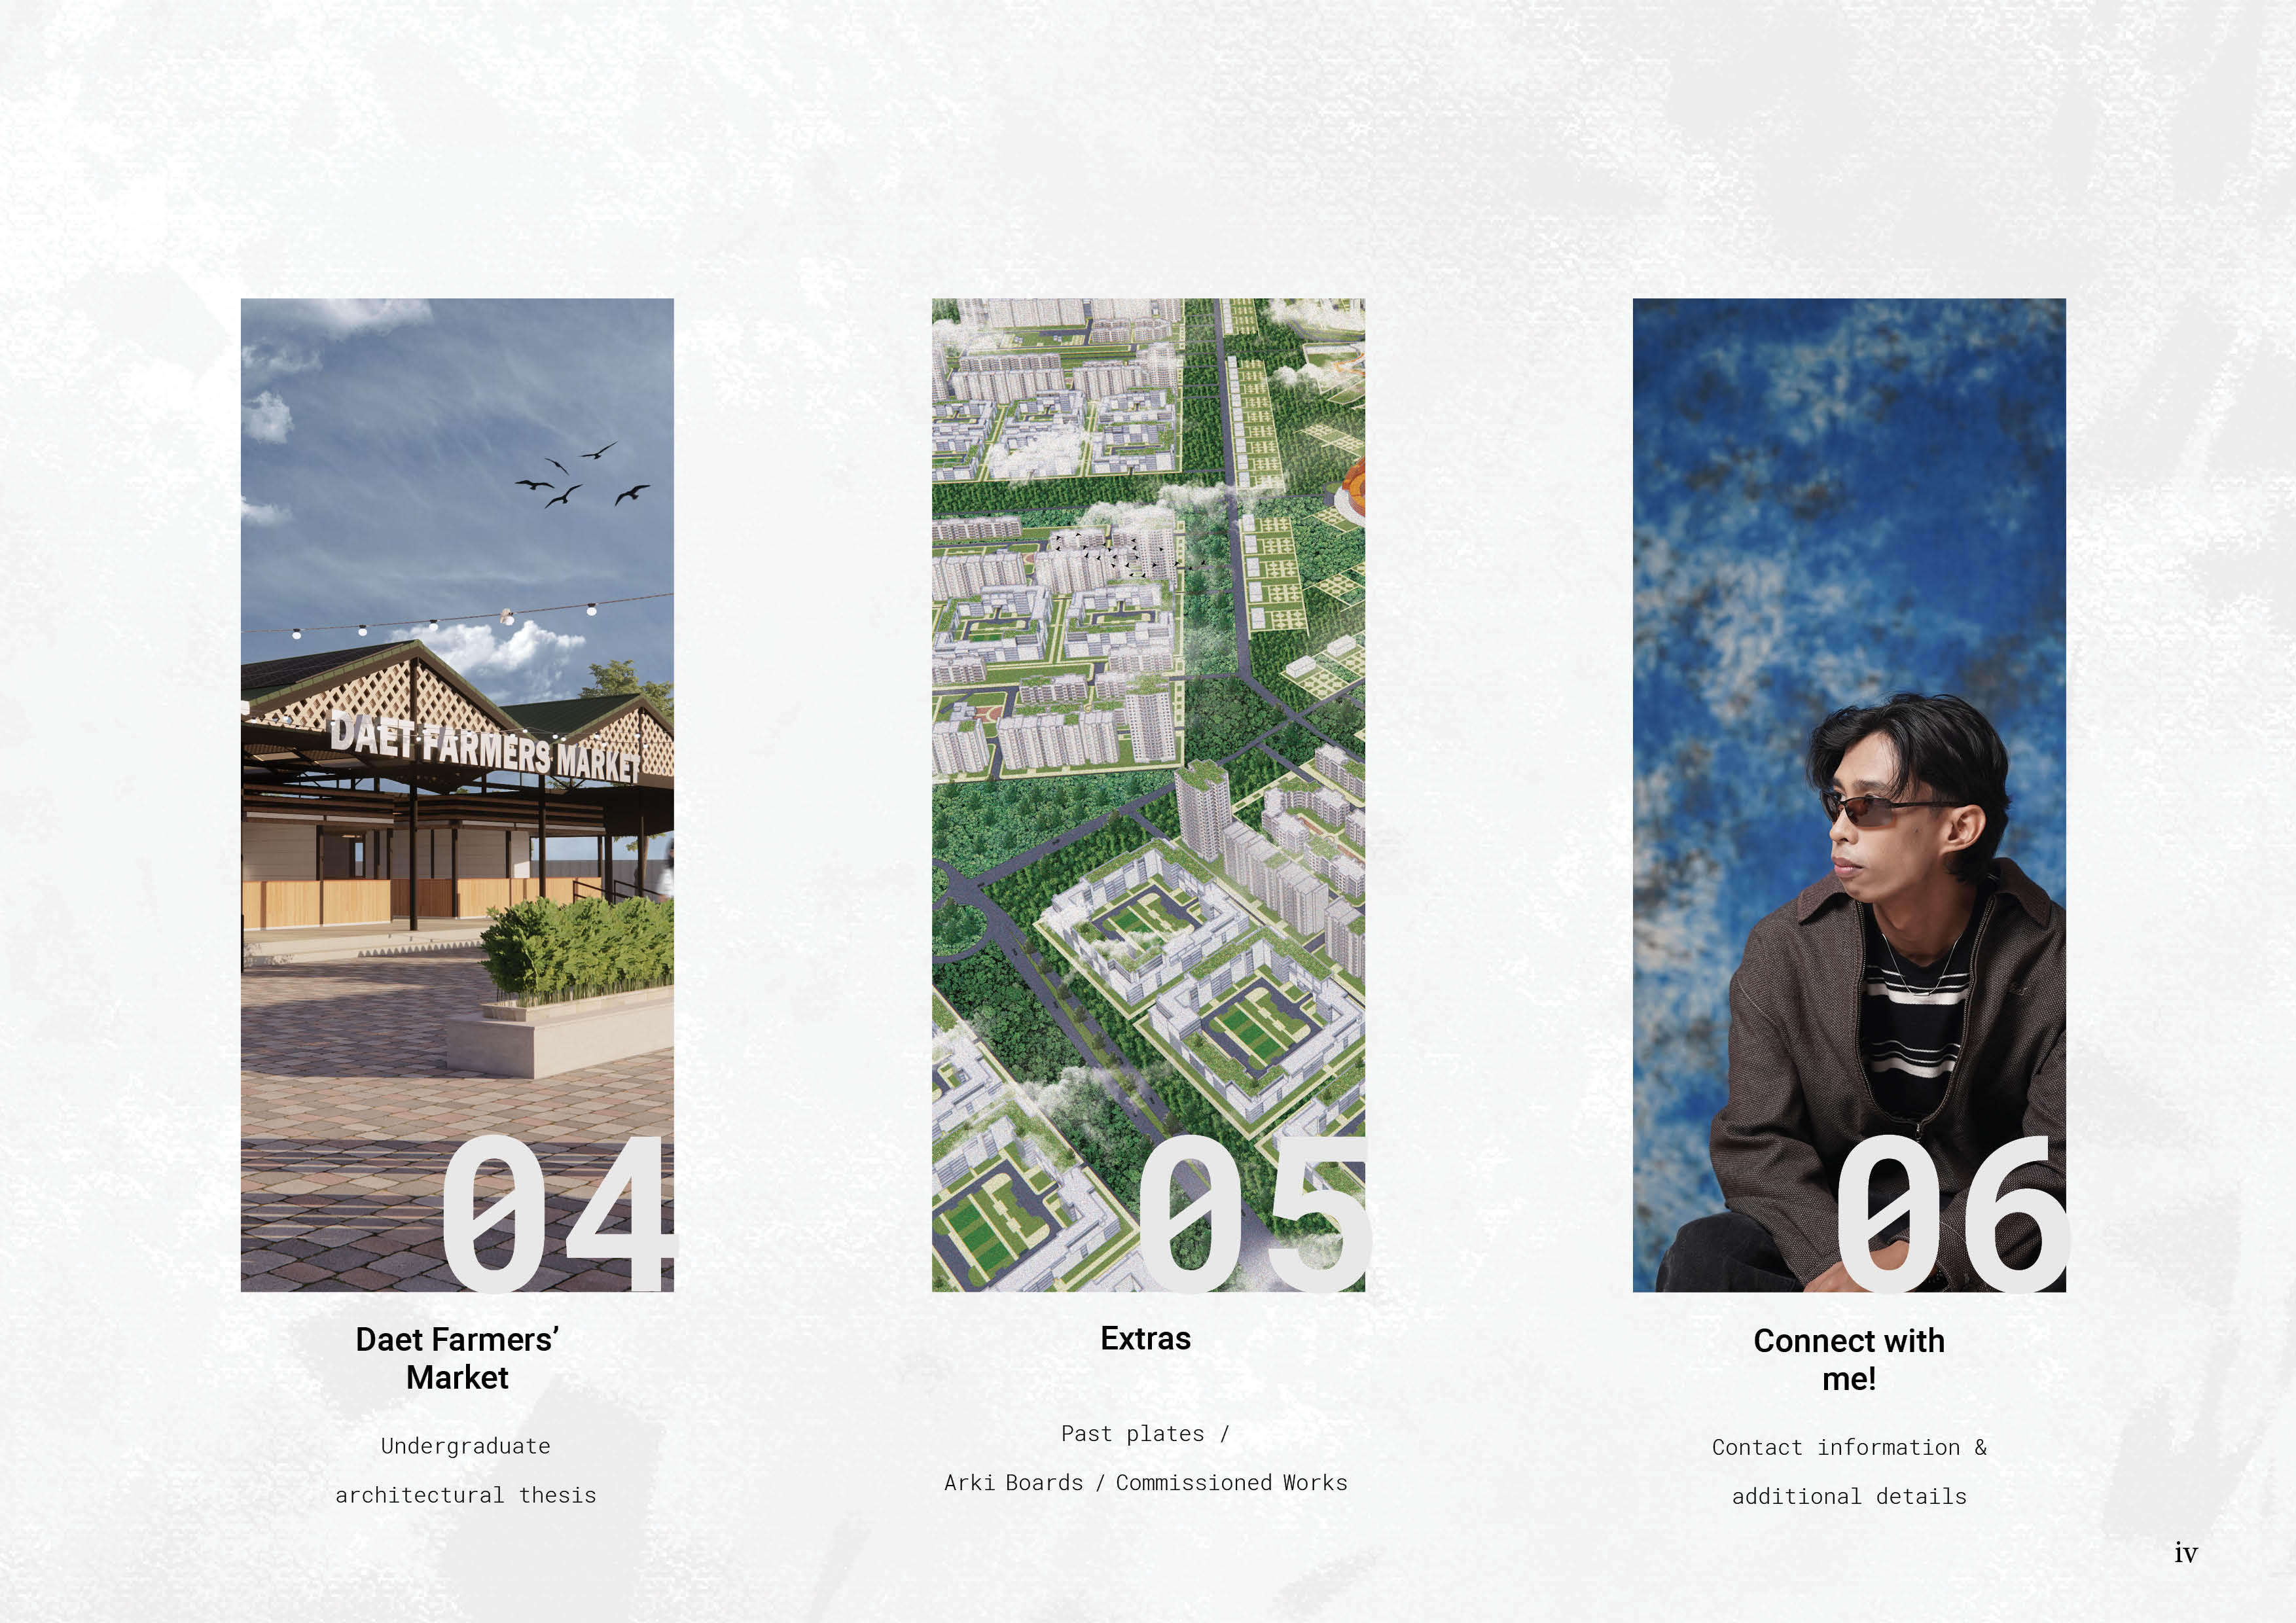 DAET FARMERS MARKET
04
Daet Farmers’
Market
Undergraduate
architectural thesis
05
Extras
Past plates /
Arki Boards / Commissioned Works
06
Connect with
me!
Contact information &
additional details
iv